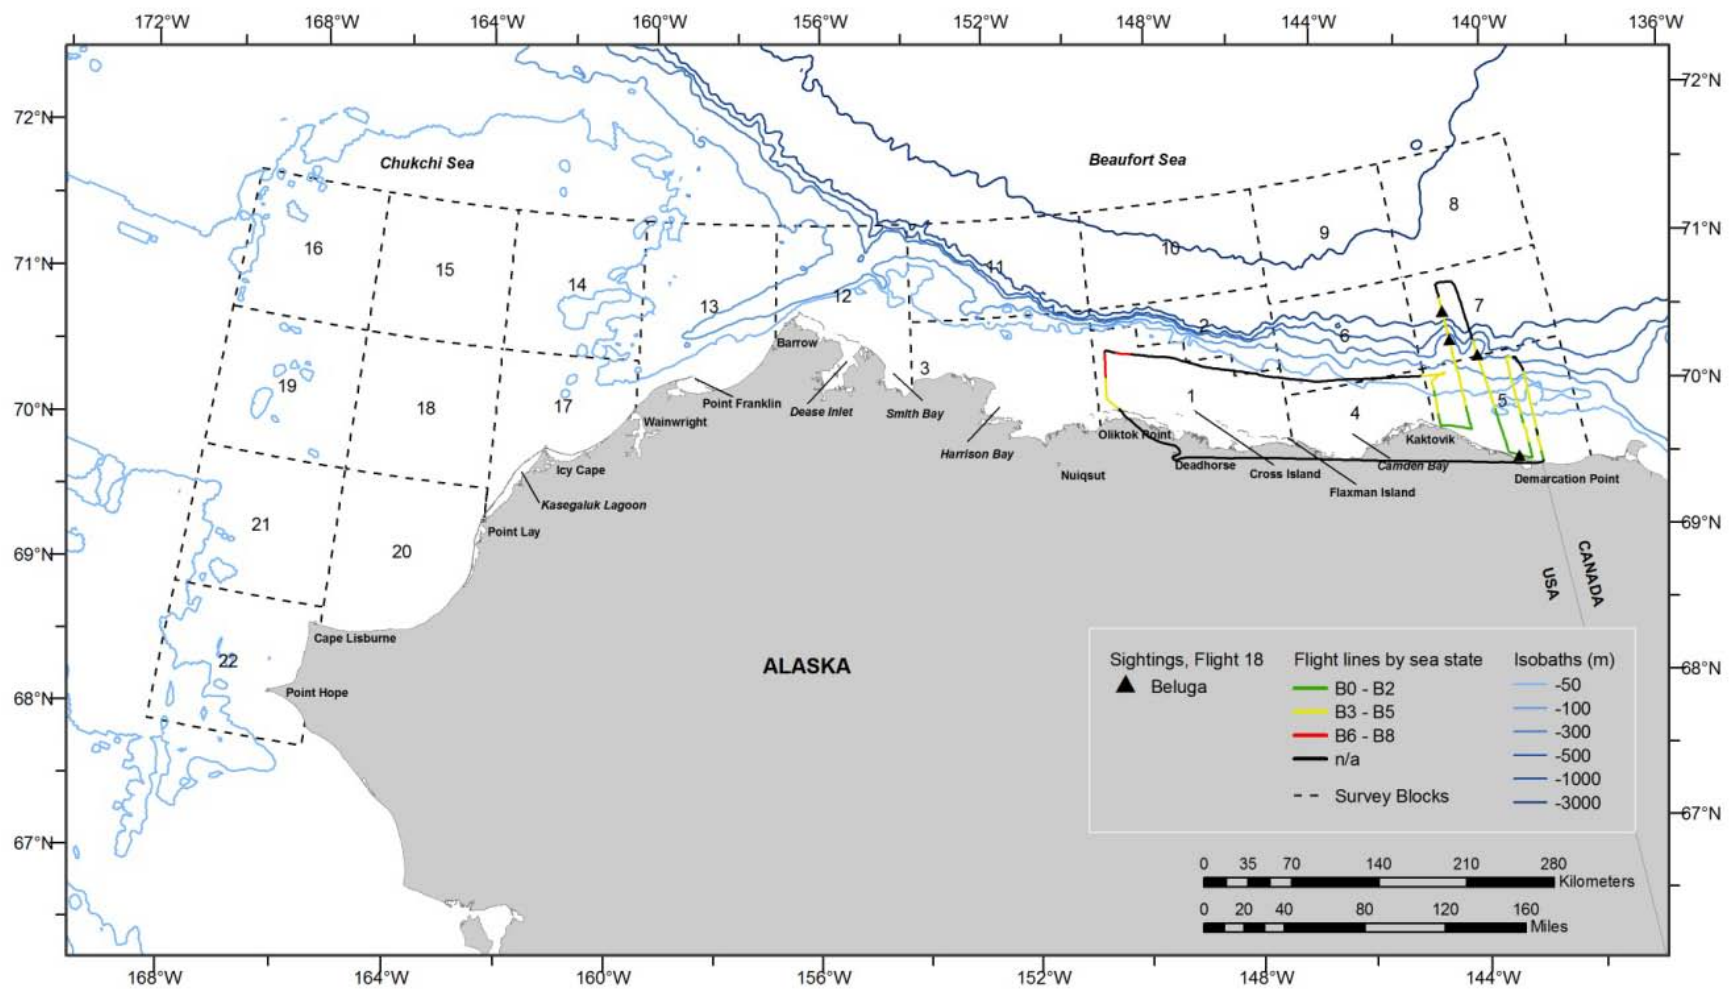 172°W 168°W 164°W 160°W 156°W 152°W 148°W 144°W 140°W 136°W
72°N 72°N
71°N 71°N
70°N 70°N
69°N 69°N
68°N 68°N
67°N 67°N
Chukchi Sea
Beaufort Sea
8
9
10
16
15
14
11
13
12
7
2
6
3
19
18
17
1
4
5
21
20
22
Barrow
Point Franklin
Dease Inlet
Smith Bay
Wainwright
Harrison Bay
Oliktok Point
Kaktovik
Icy Cape
Nuiqsut
Deadhorse
Cross Island
Camden Bay
Flaxman Island
Demarcation Point
Kasegaluk Lagoon
Point Lay
Cape Lisburne
Point Hope
ALASKA
USA
CANADA
Sightings, Flight 18
Beluga
Flight lines by sea state
B0 - B2
B3 - B5
B6 - B8
n/a
Survey Blocks
Isobaths (m)
-50
-100
-300
-500
-1000
-3000
0 35 70 140 210 280
Kilometers
0 20 40 80 120 160
Miles
168°W 164°W 160°W 156°W 152°W 148°W 144°W